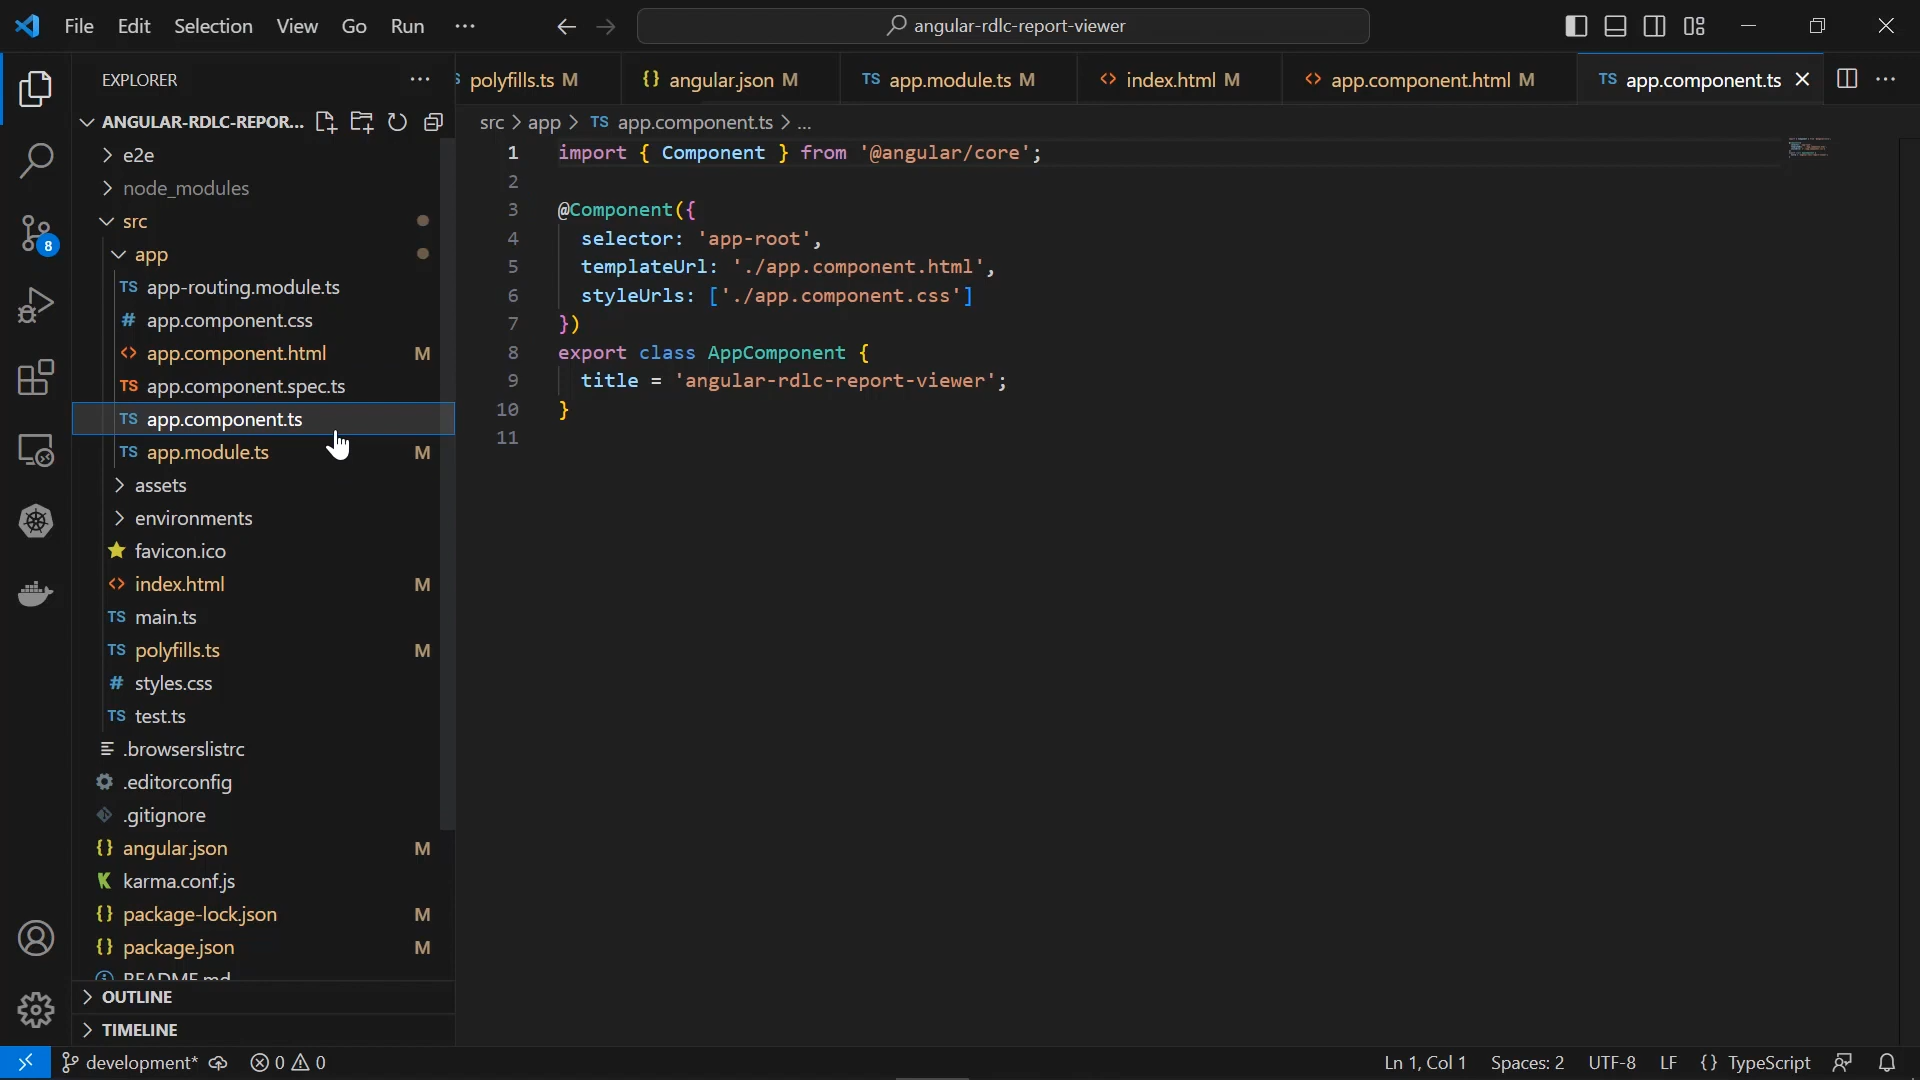 File Edit Selection View Go Run ...
angular-rdlc-report-viewer
EXPLORER ...
polyfills.ts M
{} angular.json M
TS app.module.ts M
<> index.html M
<> app.component.html M
TS app.component.ts
ANGULAR-RDLC-REPOR...
src > app > TS app.component.ts > ...
e2e
node_modules
src
app
TS app-routing.module.ts
# app.component.css
<> app.component.html M
TS app.component.spec.ts
TS app.component.ts
TS app.module.ts M
assets
environments
favicon.ico
<> index.html M
TS main.ts
TS polyfills.ts M
# styles.css
TS test.ts
.browserslistrc
.editorconfig
.gitignore
{} angular.json M
karma.conf.js
{} package-lock.json M
{} package.json M
README.md
OUTLINE
TIMELINE
8
1 import { Component } from '@angular/core';
2
3 @Component({
4 selector: 'app-root',
5 templateUrl: './app.component.html',
6 styleUrls: ['./app.component.css']
7 })
8 export class AppComponent {
9 title = 'angular-rdlc-report-viewer';
10 }
11
development* 0 0
Ln 1, Col 1 Spaces: 2 UTF-8 LF {} TypeScript